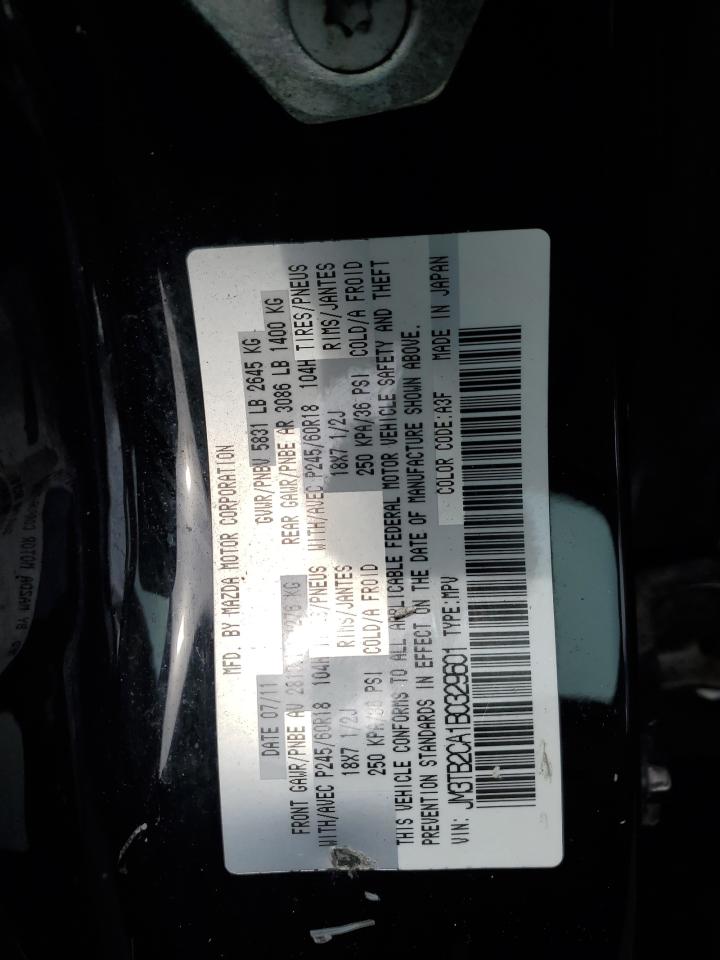 MFD. BY MAZDA MOTOR CORPORATION
DATE 07/11 GVWR/PNBV 5831 LB 2645 KG
FRONT GAWR/PNBE AV KG REAR GAWR/PNBE AR 3086 LB 1400 KG
WITH/AVEC P245/60R18 104H TIRES/PNEUS WITH/AVEC P245/60R18 104H TIRES/PNEUS
18X7 1/2J RIMS/JANTES 18X7 1/2J RIMS/JANTES
250 KPA/36 PSI COLD/A FROID 250 KPA/36 PSI COLD/A FROID
THIS VEHICLE CONFORMS TO ALL APPLICABLE FEDERAL MOTOR VEHICLE SAFETY AND THEFT
PREVENTION STANDARDS IN EFFECT ON THE DATE OF MANUFACTURE SHOWN ABOVE.
VIN: JM3TB2CA1B0329601 TYPE:MPV COLOR CODE:A3F MADE IN JAPAN